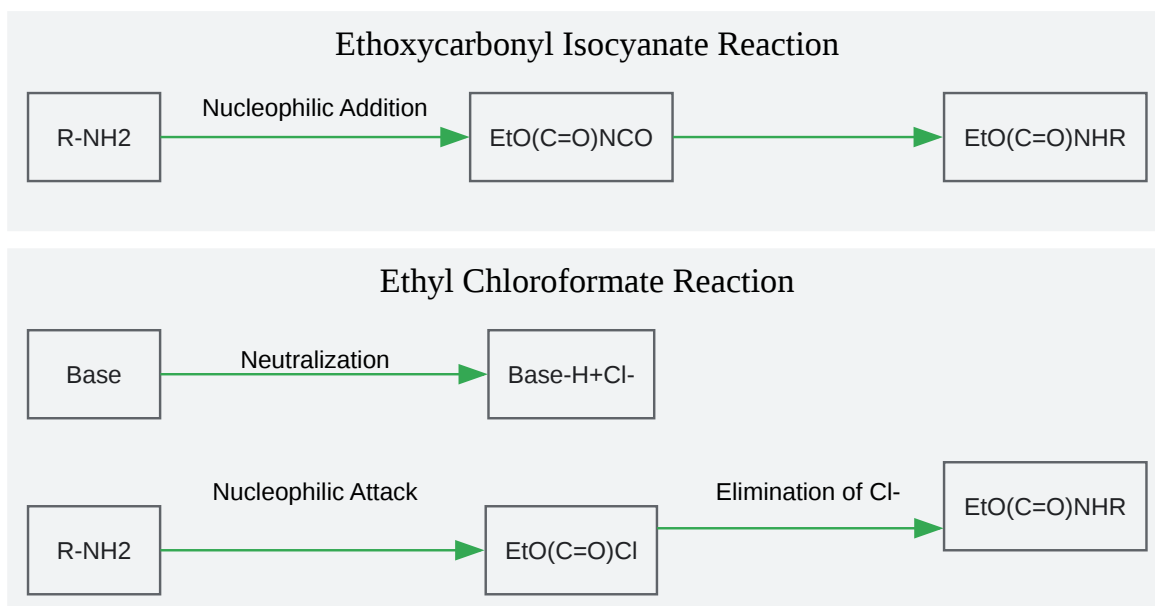 Ethoxycarbonyl Isocyanate Reaction
Nucleophilic Addition
R-NH2
EtO(C=O)NCO
EtO(C=O)NHR
Ethyl Chloroformate Reaction
Neutralization
Base
Base-H+Cl-
Nucleophilic Attack
Elimination of Cl-
R-NH2
EtO(C=O)Cl
EtO(C=O)NHR